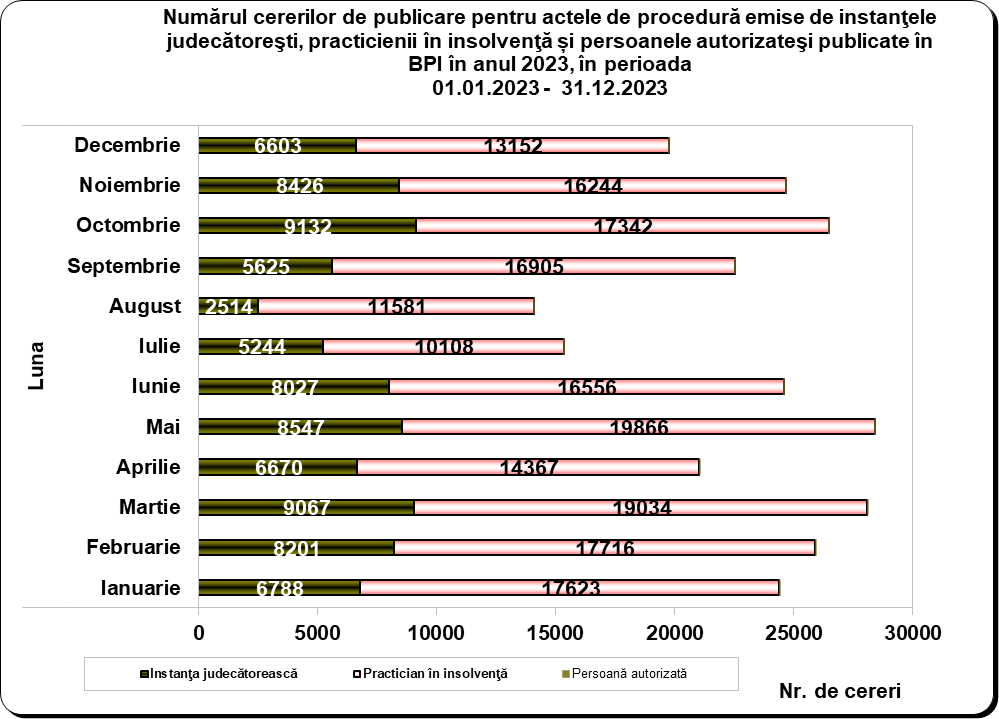 Numărul cererilor de publicare pentru actele de procedură emise de instanţele
judecătoreşti, practicienii în insolvenţă și persoanele autorizateşi publicate în
BPI în anul 2023, în perioada
01.01.2023 - 31.12.2023
Decembrie 6603 13152
Noiembrie 8426 16244
Octombrie 9132 17342
Septembrie 5625 16905
August 2514 11581
Iulie 5244 10108
Luna
Iunie 8027 16556
Mai 8547 19866
Aprilie 6670 14367
Martie 9067 19034
Februarie 8201 17716
Ianuarie 6788 17623
0 5000 10000 15000 20000 25000 30000
Instanţa judecătorească Practician în insolvenţă Persoană autorizată
Nr. de cereri